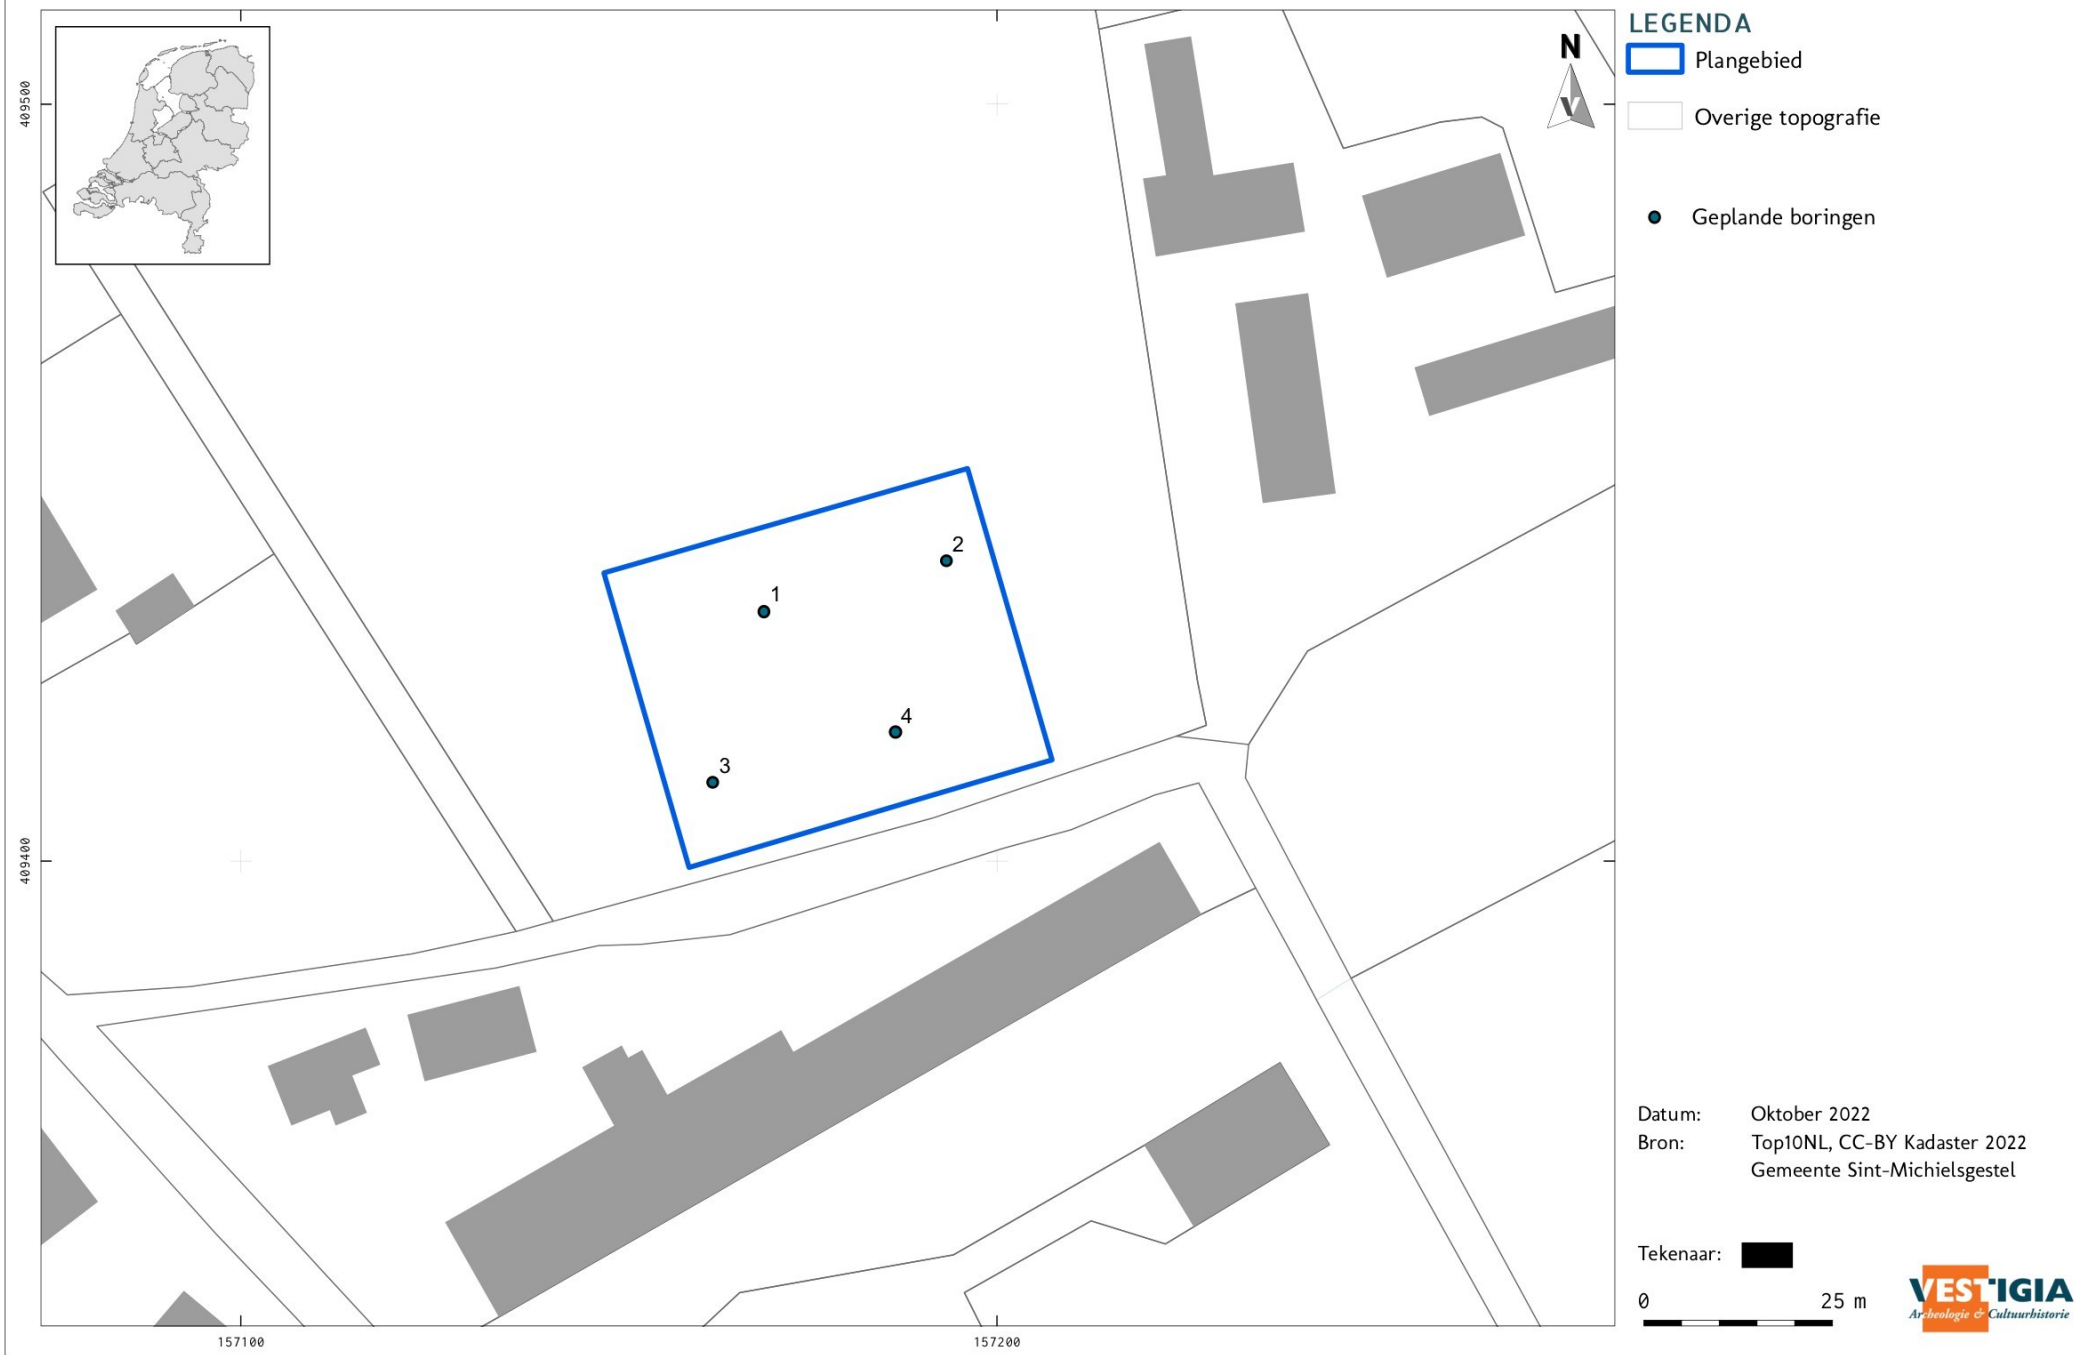 LEGENDA
Plangebied
Overige topografie
Geplande boringen
N
V
409500
409400
157100
157200
1
2
3
4
Datum: Oktober 2022
Bron: Top10NL, CC-BY Kadaster 2022
Gemeente Sint-Michielsgestel
Tekenaar:
0 25 m
VESTIGIA
Archeologie & Cultuurhistorie